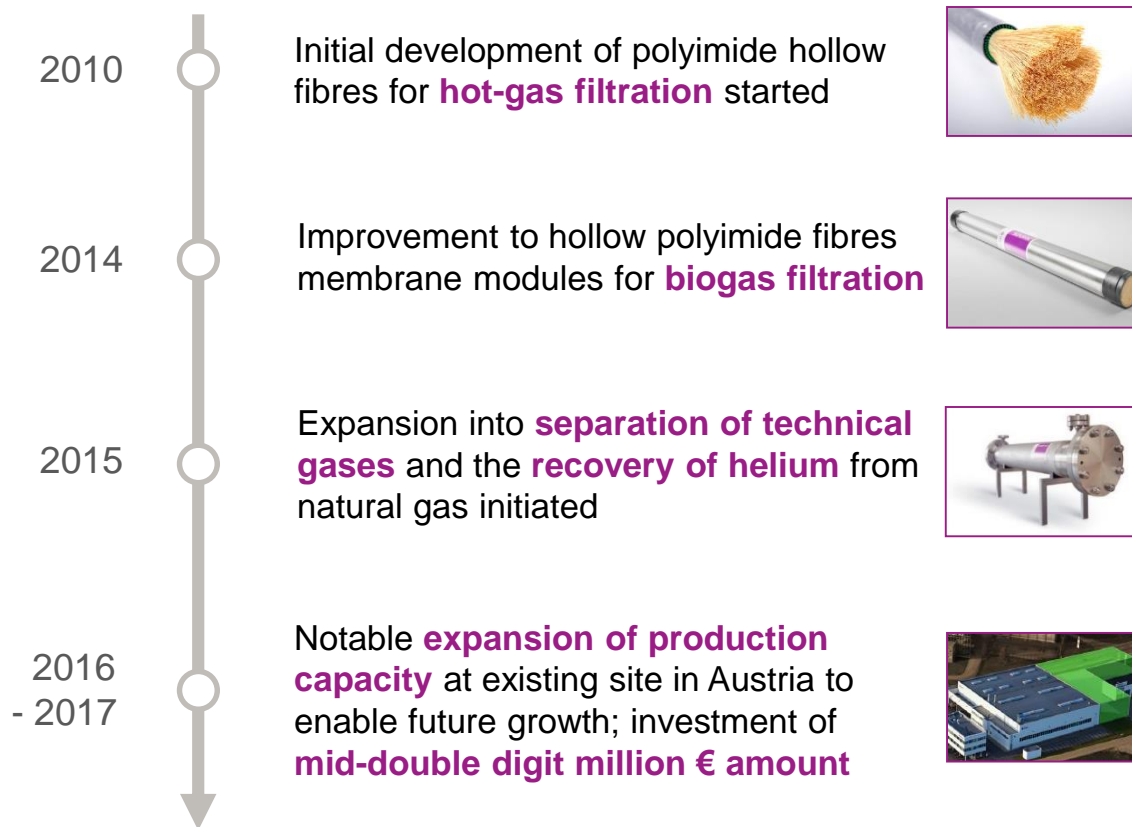 2010
Initial development of polyimide hollow
fibres for hot-gas filtration started
2014
Improvement to hollow polyimide fibres
membrane modules for biogas filtration
2015
Expansion into separation of technical
gases and the recovery of helium from
natural gas initiated
2016
- 2017
Notable expansion of production
capacity at existing site in Austria to
enable future growth; investment of
mid-double digit million € amount